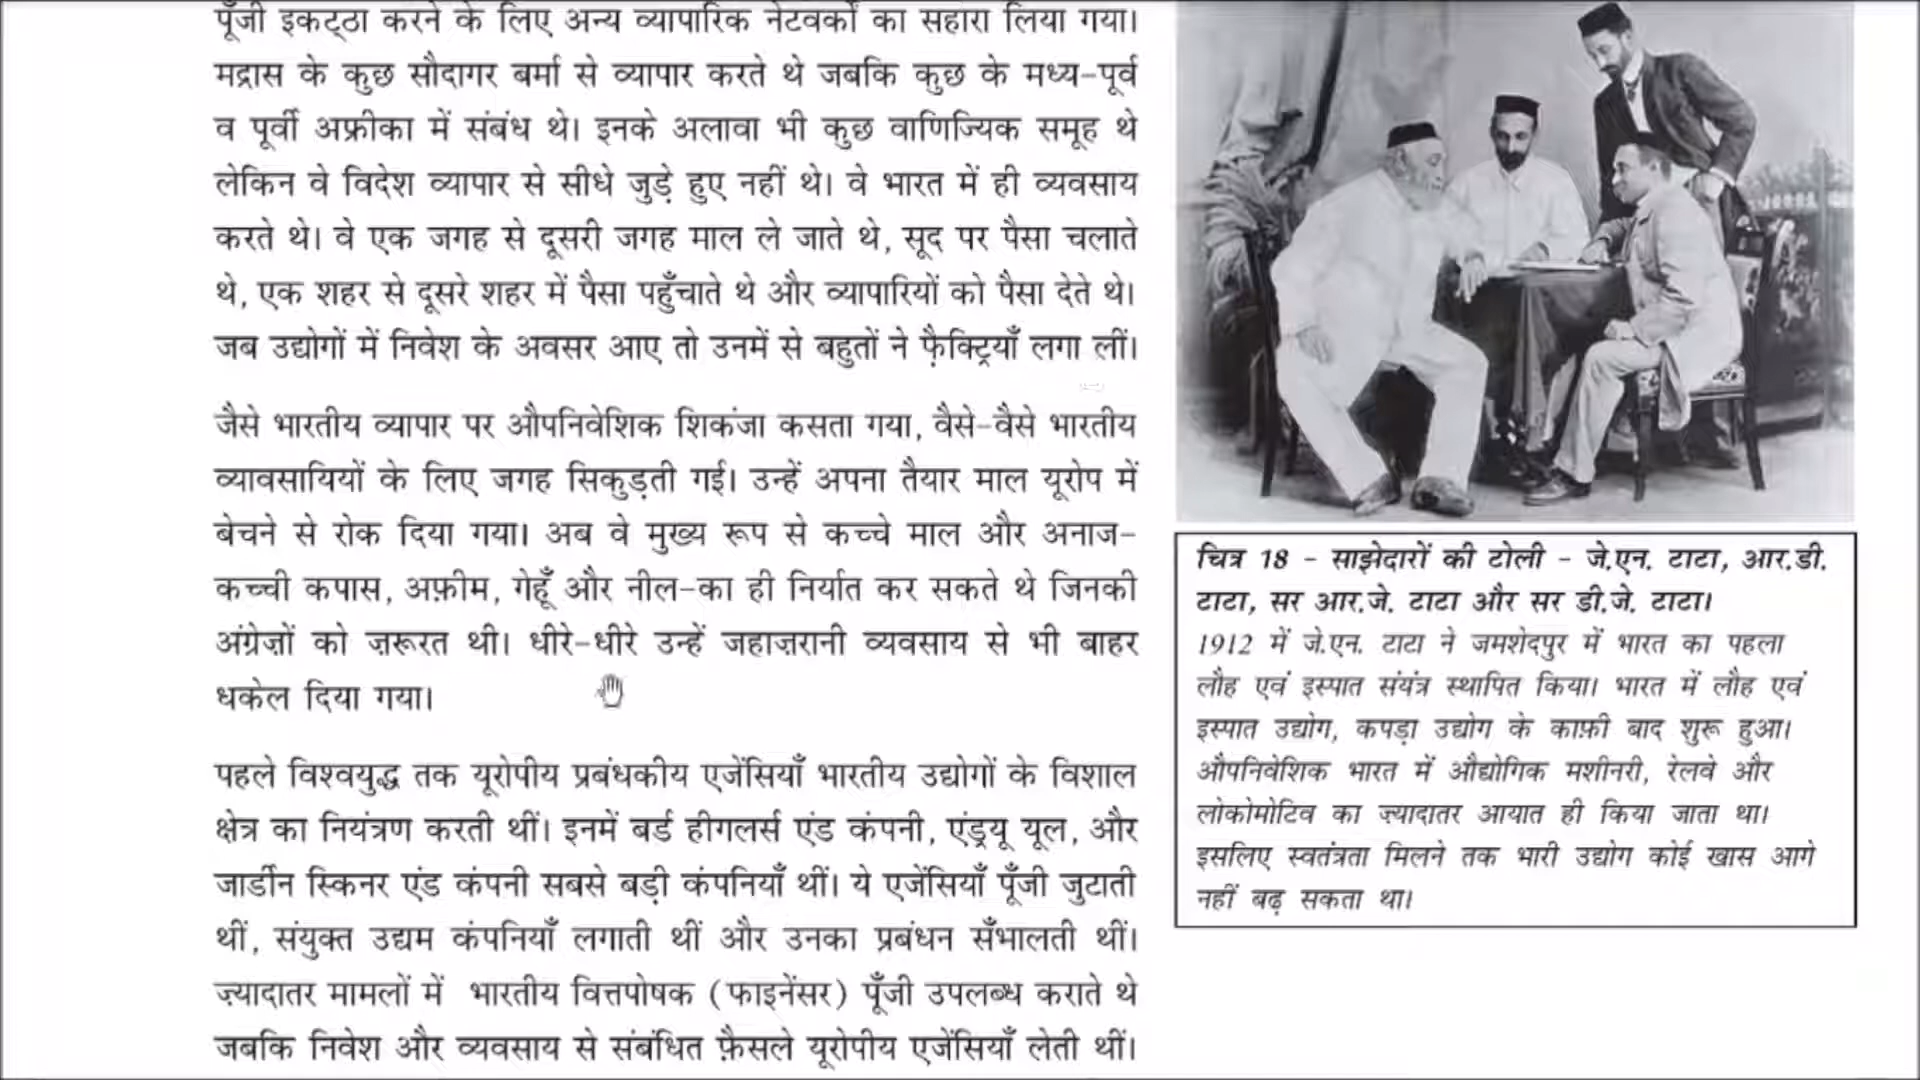 पूँजी इकट्ठा करने के लिए अन्य व्यापारिक नेटवर्कों का सहारा लिया गया।
मद्रास के कुछ सौदागर बर्मा से व्यापार करते थे जबकि कुछ के मध्य-पूर्व
व पूर्वी अफ्रीका में संबंध थे। इनके अलावा भी कुछ वाणिज्यिक समूह थे
लेकिन वे विदेश व्यापार से सीधे जुड़े हुए नहीं थे। वे भारत में ही व्यवसाय
करते थे। वे एक जगह से दूसरी जगह माल ले जाते थे, सूद पर पैसा चलाते
थे, एक शहर से दूसरे शहर में पैसा पहुँचाते थे और व्यापारियों को पैसा देते थे।
जब उद्योगों में निवेश के अवसर आए तो उनमें से बहुतों ने फ़ैक्ट्रियाँ लगा लीं।
जैसे भारतीय व्यापार पर औपनिवेशिक शिकंजा कसता गया, वैसे-वैसे भारतीय
व्यावसायियों के लिए जगह सिकुड़ती गई। उन्हें अपना तैयार माल यूरोप में
बेचने से रोक दिया गया। अब वे मुख्य रूप से कच्चे माल और अनाज-
कच्ची कपास, अफ़ीम, गेहूँ और नील-का ही निर्यात कर सकते थे जिनकी
अंग्रेज़ों को ज़रूरत थी। धीरे-धीरे उन्हें जहाज़रानी व्यवसाय से भी बाहर
धकेल दिया गया।
पहले विश्वयुद्ध तक यूरोपीय प्रबंधकीय एजेंसियाँ भारतीय उद्योगों के विशाल
क्षेत्र का नियंत्रण करती थीं। इनमें बर्ड हीगलर्स एंड कंपनी, एंड्रयू यूल, और
जार्डीन स्किनर एंड कंपनी सबसे बड़ी कंपनियाँ थीं। ये एजेंसियाँ पूँजी जुटाती
थीं, संयुक्त उद्यम कंपनियाँ लगाती थीं और उनका प्रबंधन सँभालती थीं।
ज़्यादातर मामलों में भारतीय वित्तपोषक (फाइनेंसर) पूँजी उपलब्ध कराते थे
जबकि निवेश और व्यवसाय से संबंधित फ़ैसले यूरोपीय एजेंसियाँ लेती थीं।
चित्र 18 - साझेदारों की टोली - जे.एन. टाटा, आर.डी.
टाटा, सर आर.जे. टाटा और सर डी.जे. टाटा।
1912 में जे.एन. टाटा ने जमशेदपुर में भारत का पहला
लौह एवं इस्पात संयंत्र स्थापित किया। भारत में लौह एवं
इस्पात उद्योग, कपड़ा उद्योग के काफ़ी बाद शुरू हुआ।
औपनिवेशिक भारत में औद्योगिक मशीनरी, रेलवे और
लोकोमोटिव का ज़्यादातर आयात ही किया जाता था।
इसलिए स्वतंत्रता मिलने तक भारी उद्योग कोई खास आगे
नहीं बढ़ सकता था।